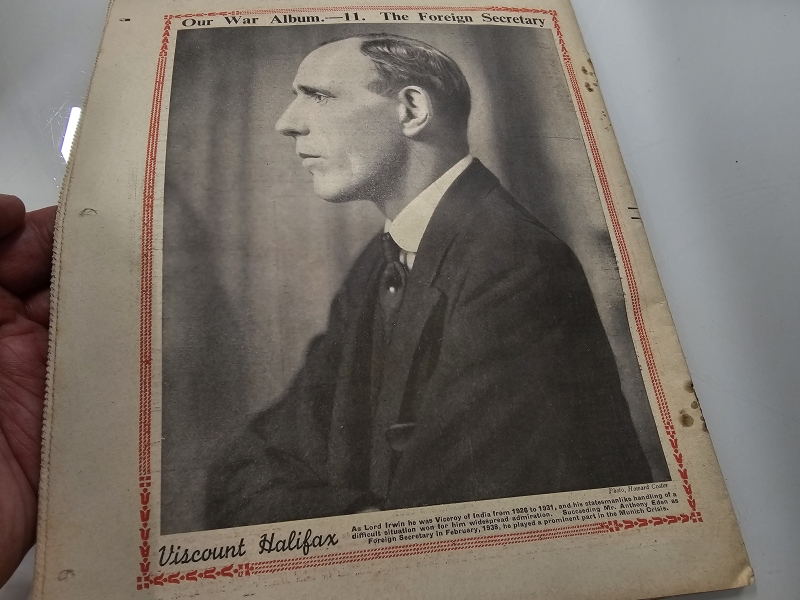 Our War Album.—11. The Foreign Secretary
Photo, Howard Coster
Viscount Halifax
As Lord Irwin he was Viceroy of India from 1926 to 1931, and his statesmanlike handling of a
difficult situation won for him widespread admiration. Succeeding Mr. Anthony Eden as
Foreign Secretary in February, 1938, he played a prominent part in the Munich Crisis.